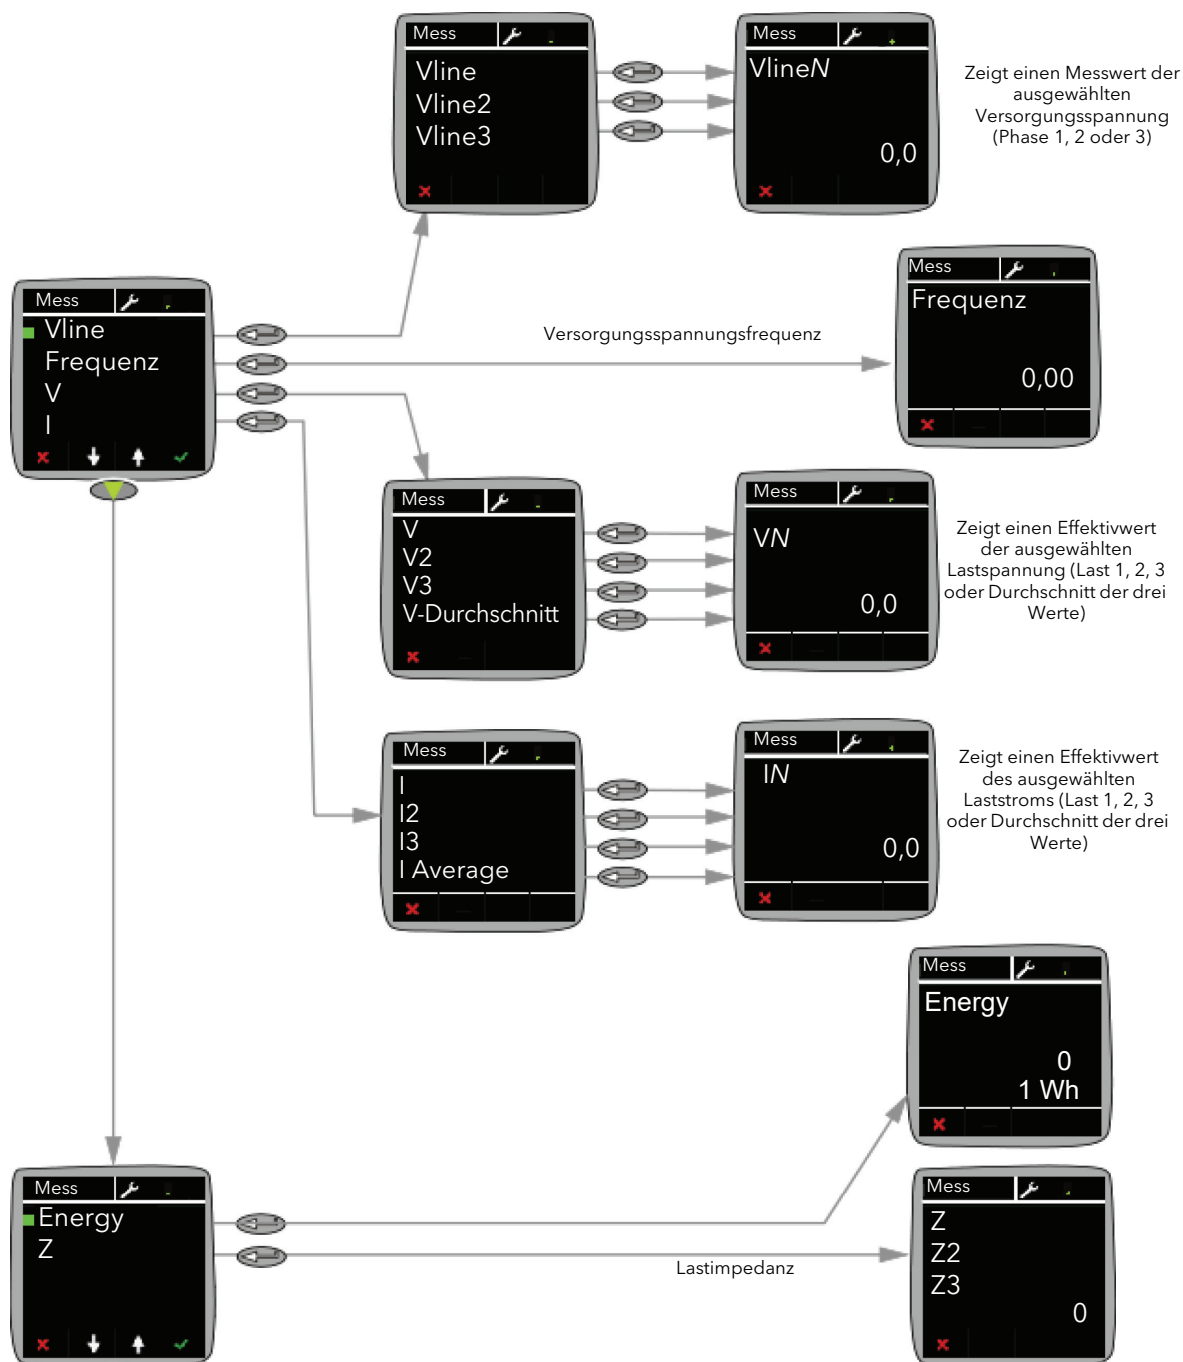 Mess
Vline
Vline2
Vline3
Mess
VlineN
0,0
Zeigt einen Messwert der
ausgewählten
Versorgungsspannung
(Phase 1, 2 oder 3)
Mess
Vline
Frequenz
V
I
Versorgungsspannungsfrequenz
Mess
Frequenz
0,00
Mess
V
V2
V3
V-Durchschnitt
Mess
VN
0,0
Zeigt einen Effektivwert
der ausgewählten
Lastspannung (Last 1, 2, 3
oder Durchschnitt der drei
Werte)
Mess
I
I2
I3
I Average
Mess
IN
0,0
Zeigt einen Effektivwert
des ausgewählten
Laststroms (Last 1, 2, 3
oder Durchschnitt der drei
Werte)
Mess
Energy
0
1 Wh
Mess
Energy
Z
Lastimpedanz
Mess
Z
Z2
Z3
0